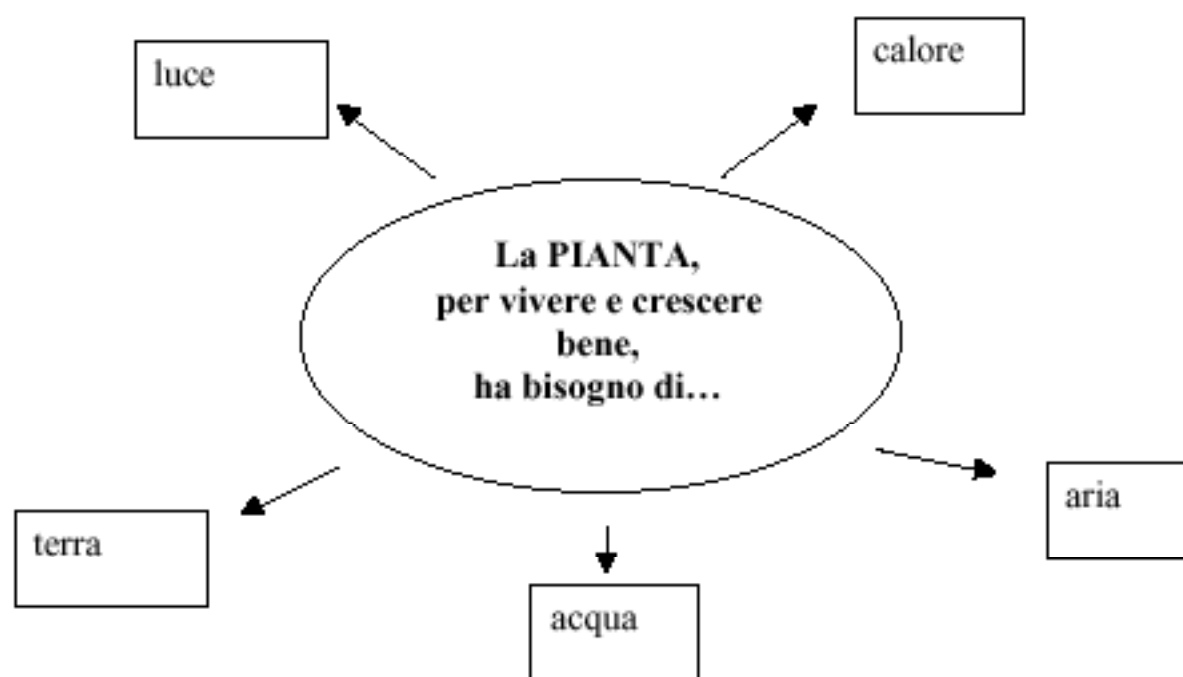 luce
calore
La PIANTA,
per vivere e crescere
bene,
ha bisogno di…
terra
aria
acqua